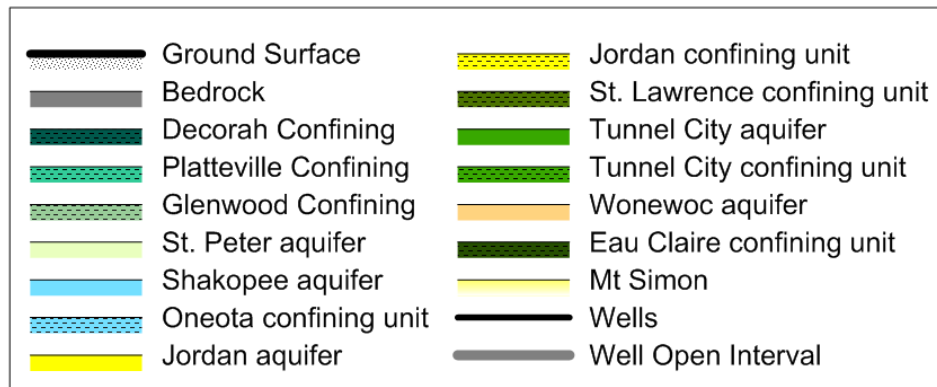 Ground Surface
Bedrock
Decorah Confining
Platteville Confining
Glenwood Confining
St. Peter aquifer
Shakopee aquifer
Oneota confining unit
Jordan aquifer
Jordan confining unit
St. Lawrence confining unit
Tunnel City aquifer
Tunnel City confining unit
Wonewoc aquifer
Eau Claire confining unit
Mt Simon
Wells
Well Open Interval